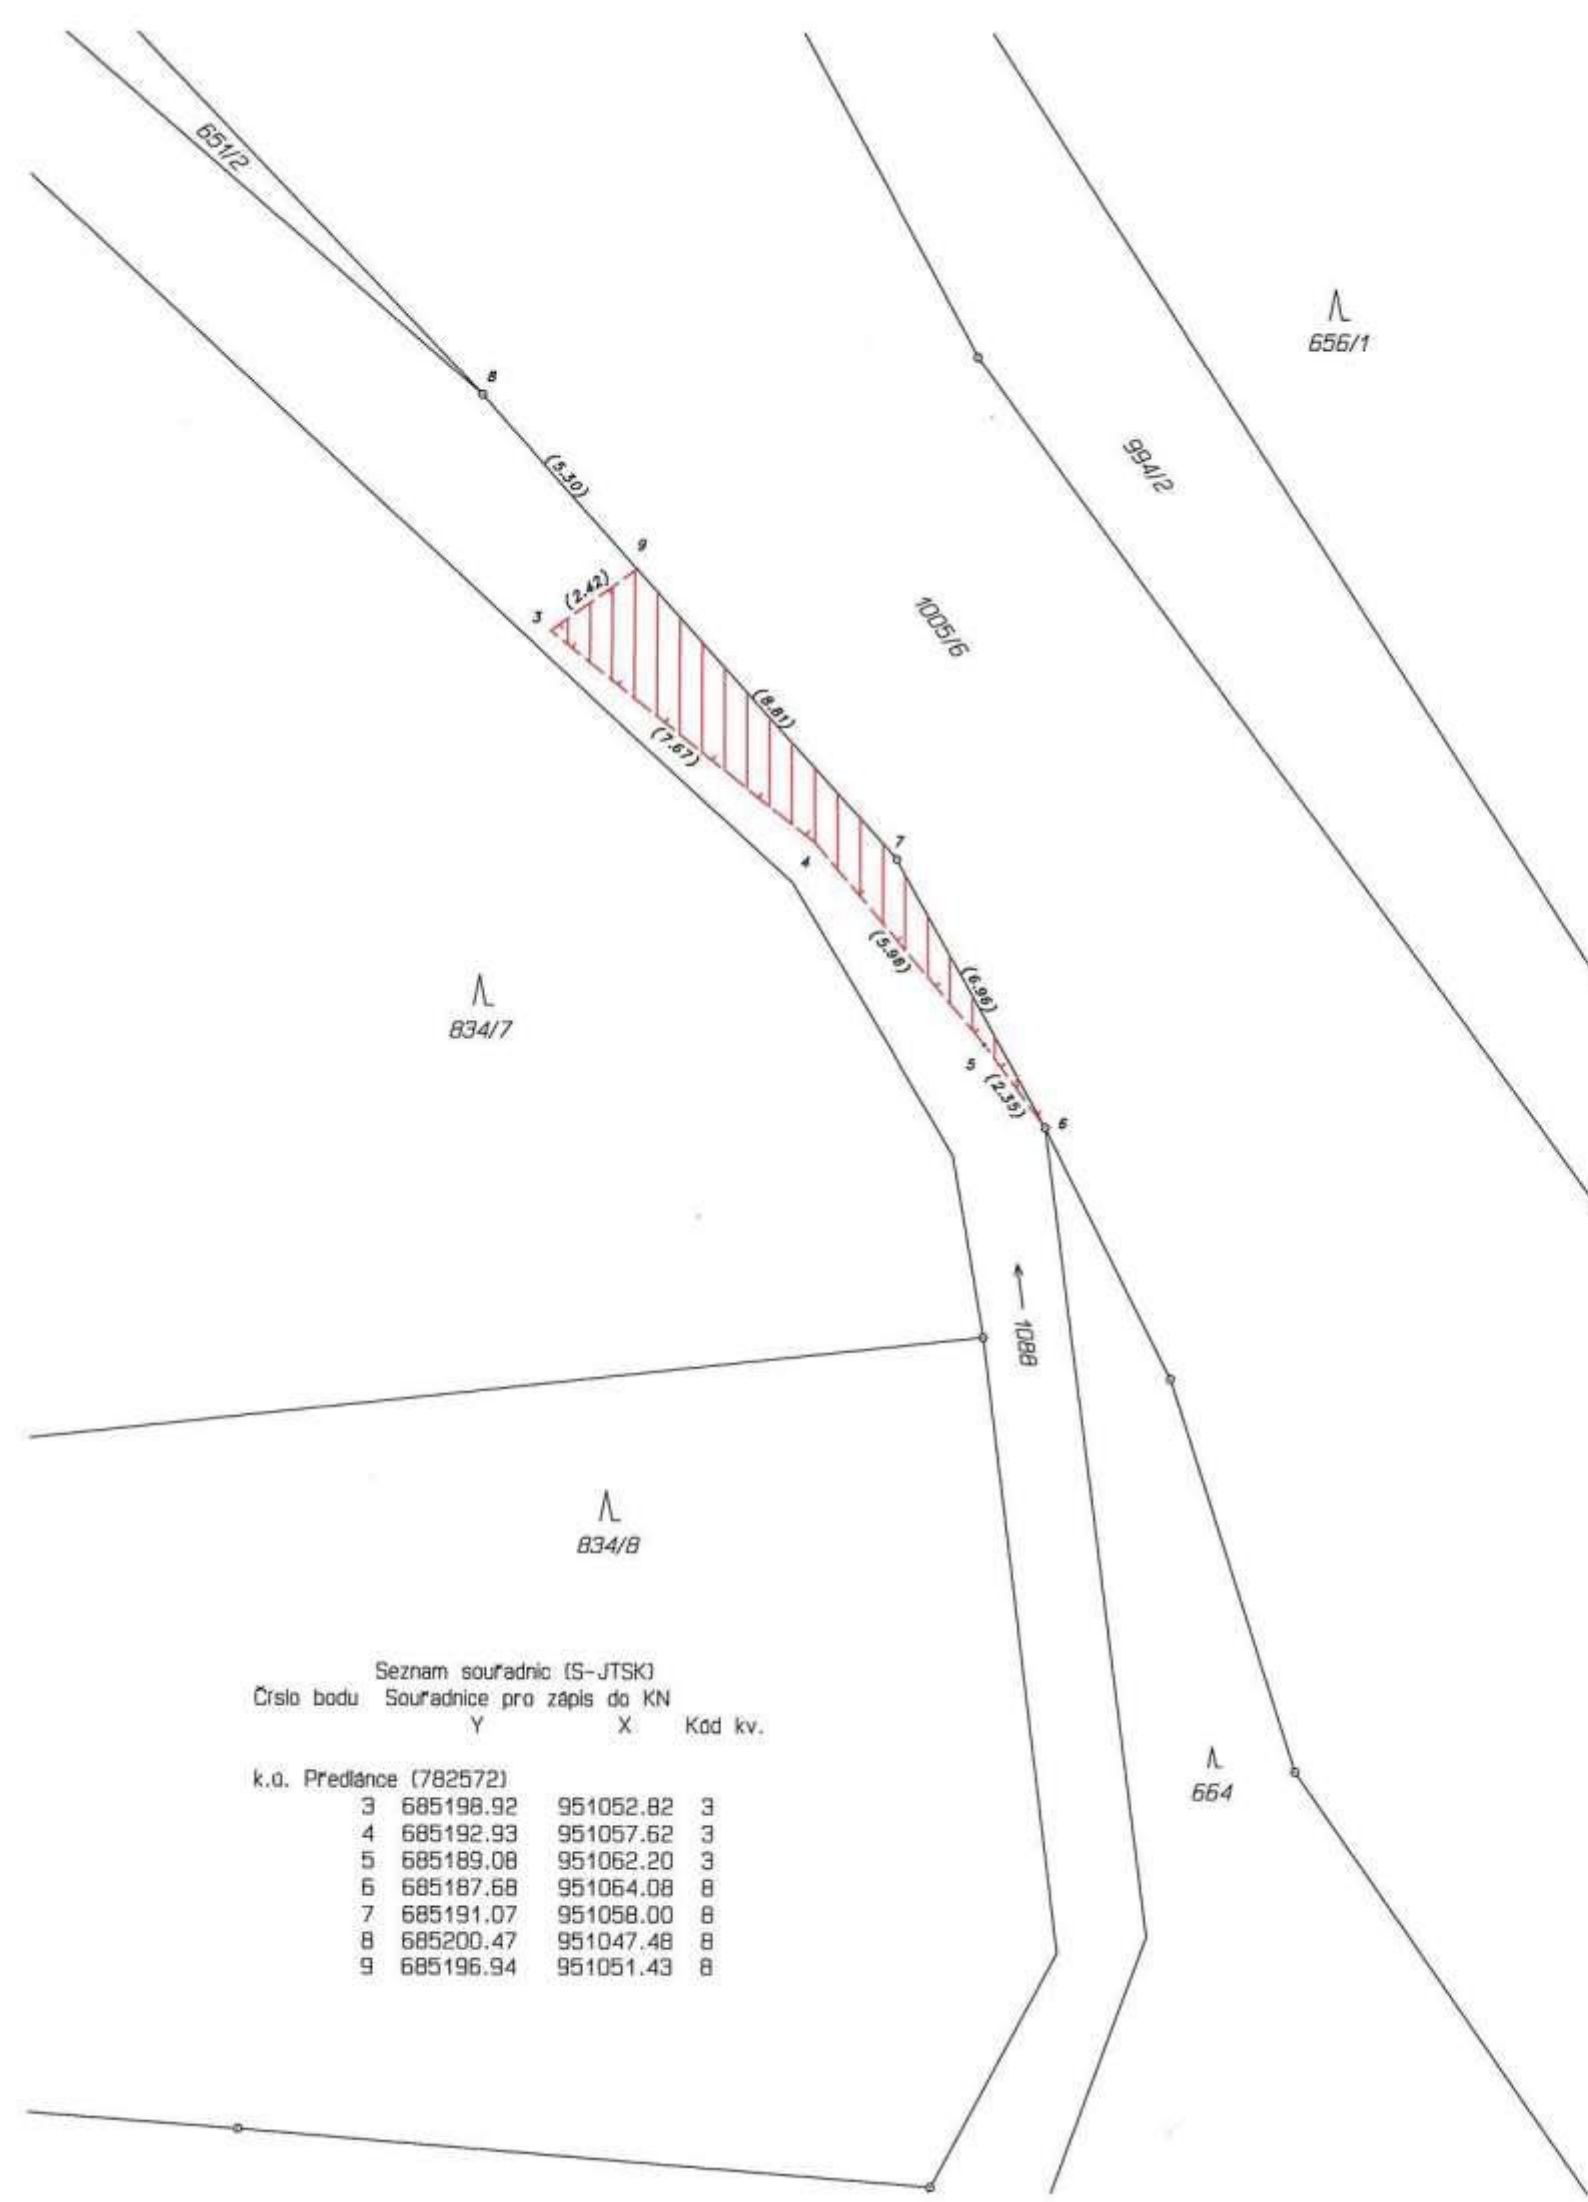 651/2
656/1
8
994/2
(5.30)
9
(2.42)
3
1005/6
(8.81)
(7.67)
7
4
(5.98)
(6.96)
834/7
5
(2.35)
6
1088
834/8
Seznam souřadnic (S-JTSK)
Číslo bodu Souřadnice pro zápis do KN
Y X Kód kv.
k.ú. Předlánce (782572)
3 685198.92 951052.82 3
4 685192.93 951057.62 3
5 685189.08 951062.20 3
6 685187.68 951064.08 8
7 685191.07 951058.00 8
8 685200.47 951047.48 8
9 685196.94 951051.43 8
664